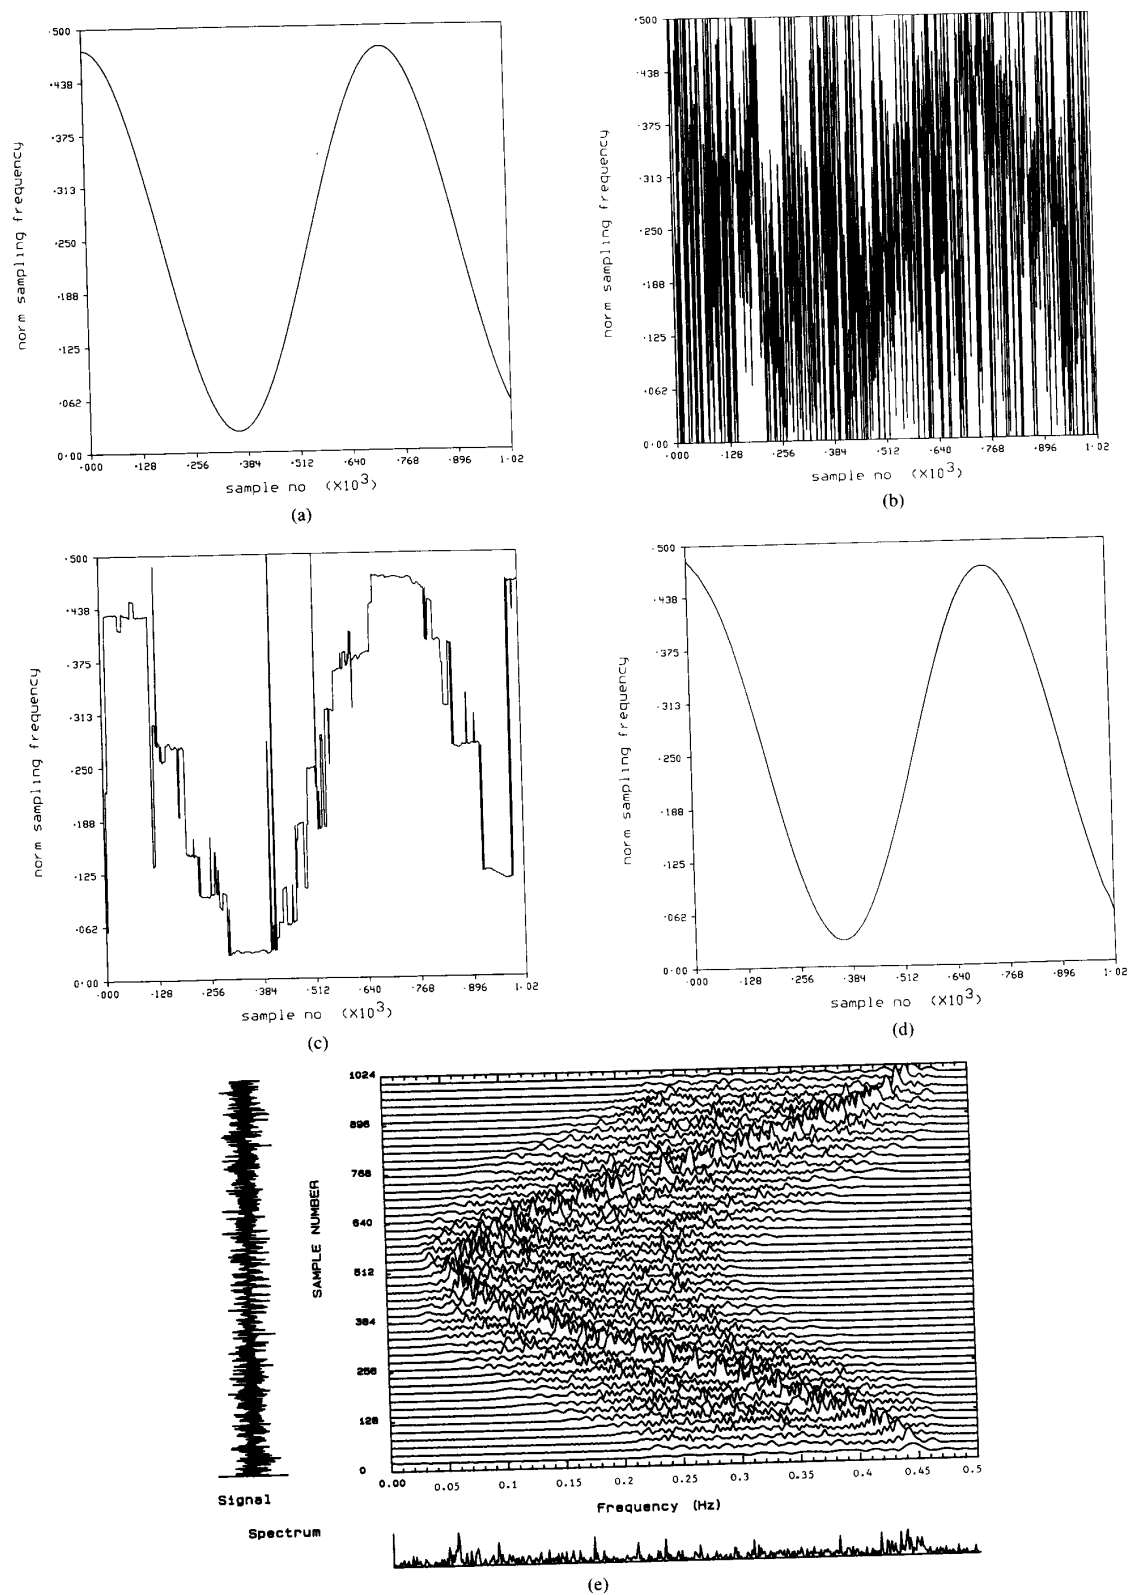 ·500
·438
·375
·313
·250
·188
·125
·062
0·00
·000 ·128 ·256 ·384 ·512 ·640 ·768 ·896 1·02
norm sampling frequency
sample no (X10³)
(a)
·500
·438
·375
·313
·250
·188
·125
·062
0·00
·000 ·128 ·256 ·384 ·512 ·640 ·768 ·896 1·02
norm sampling frequency
sample no (X10³)
(b)
·500
·438
·375
·313
·250
·188
·125
·062
0·00
·000 ·128 ·256 ·384 ·512 ·640 ·768 ·896 1·02
norm sampling frequency
sample no (X10³)
(c)
·500
·438
·375
·313
·250
·188
·125
·062
0·00
·000 ·128 ·256 ·384 ·512 ·640 ·768 ·896 1·02
norm sampling frequency
sample no (X10³)
(d)
1024
896
768
640
512
384
256
128
0
SAMPLE NUMBER
0.00 0.05 0.1 0.15 0.2 0.25 0.3 0.35 0.4 0.45 0.5
Frequency (Hz)
Signal
Spectrum
(e)